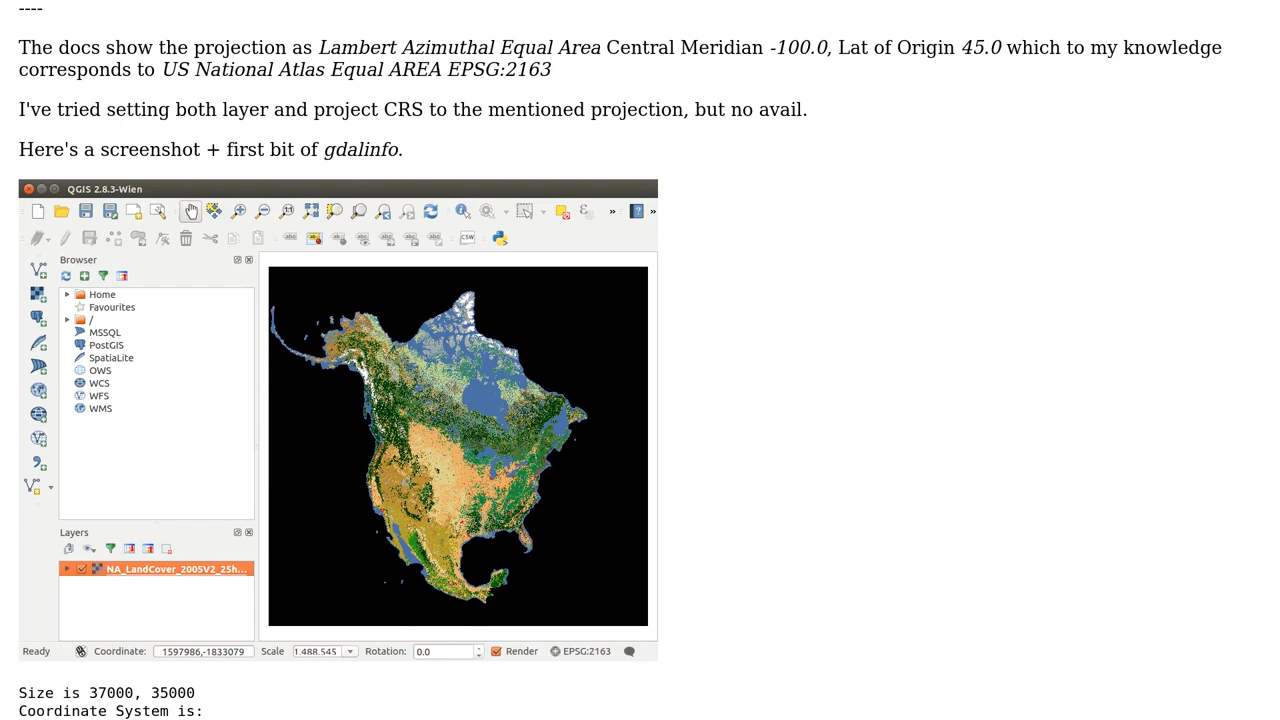 ----
The docs show the projection as Lambert Azimuthal Equal Area Central Meridian -100.0, Lat of Origin 45.0 which to my knowledge
corresponds to US National Atlas Equal AREA EPSG:2163
I've tried setting both layer and project CRS to the mentioned projection, but no avail.
Here's a screenshot + first bit of gdalinfo.
QGIS 2.8.3-Wien
» »
abc abc CSW
Browser
Home
Favourites
/
MSSQL
PostGIS
SpatiaLite
OWS
WCS
WFS
WMS
Layers
NA_LandCover_2005V2_25h...
Ready Coordinate: 1597986,-1833079 Scale 1.488.545 Rotation: 0.0 Render EPSG:2163
Size is 37000, 35000
Coordinate System is: